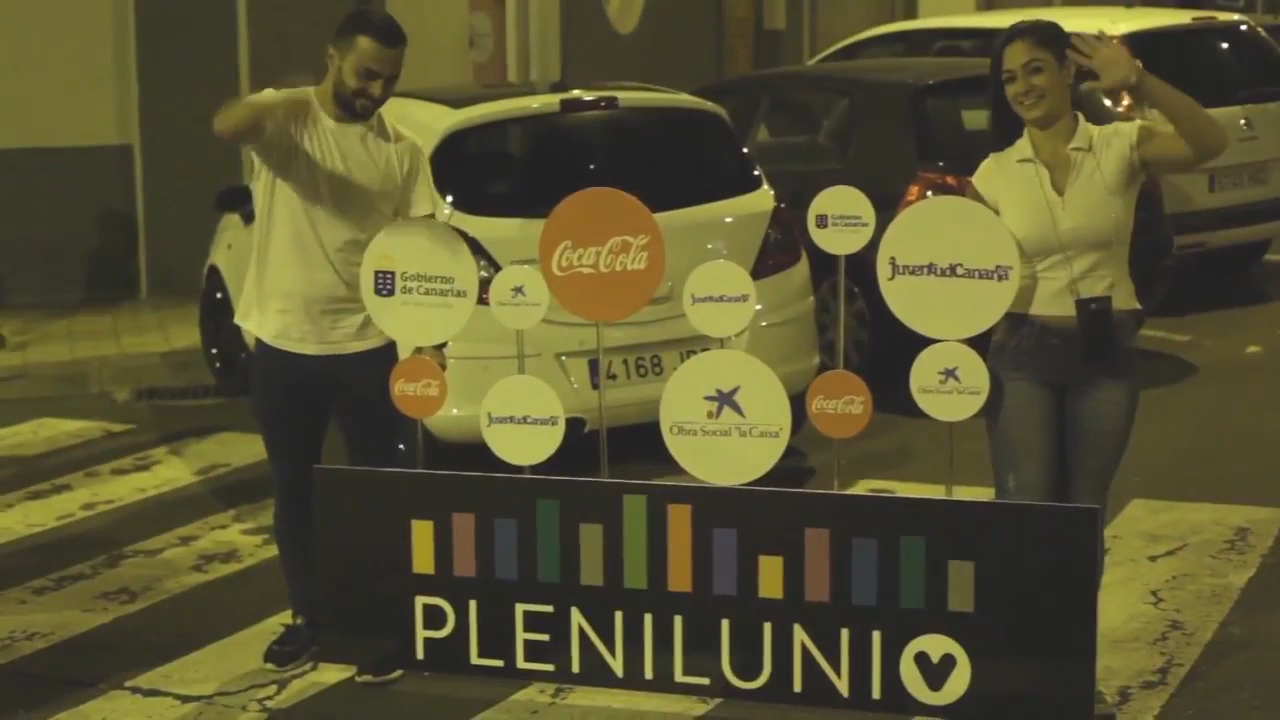 Gobierno
de Canarias
Obra Social "la Caixa"
Coca-Cola
JuventudCanaria
Gobierno
de Canarias
JuventudCanaria
Coca-Cola
JuventudCanaria
Obra Social "la Caixa"
Coca-Cola
Obra Social "la Caixa"
4168
PLENILUNI